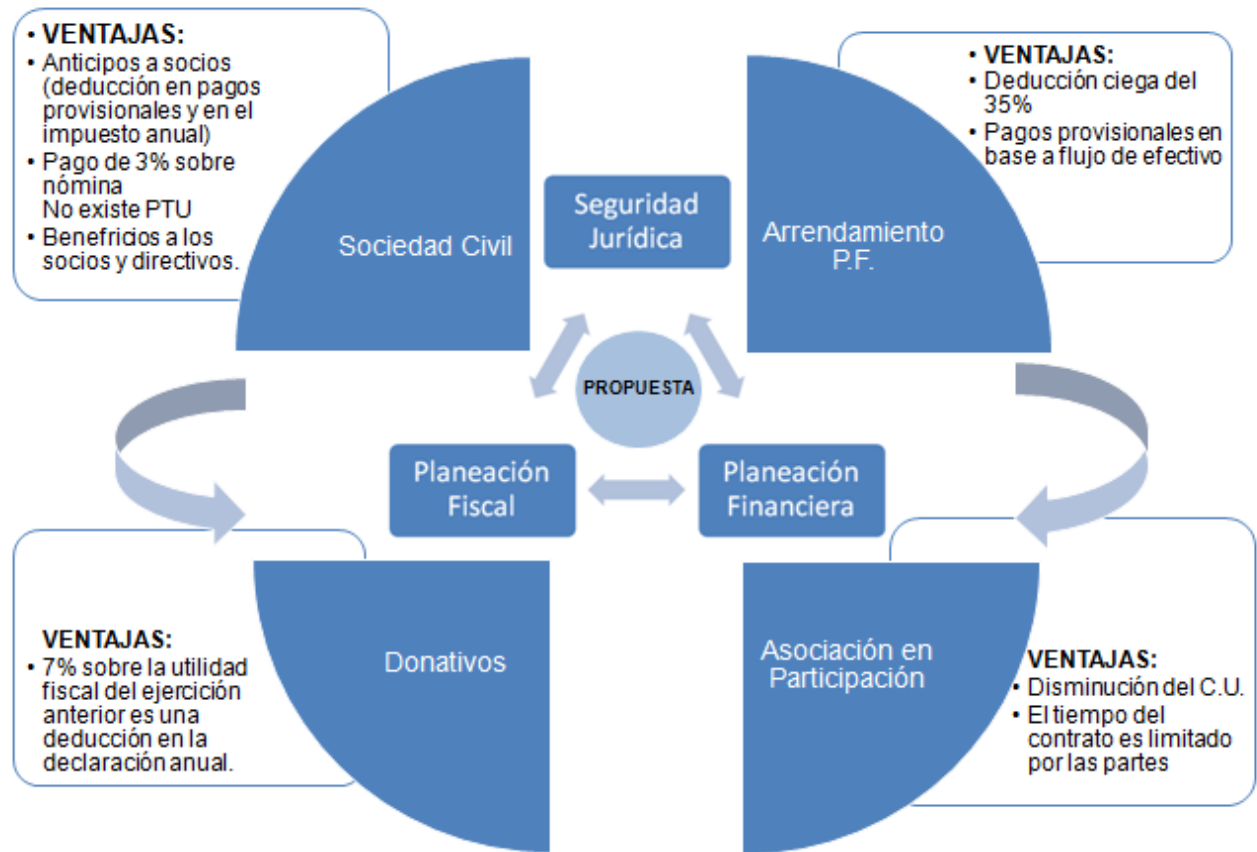 • VENTAJAS:
• Anticipos a socios
(deducción en pagos
provisionales y en el
impuesto anual)
• Pago de 3% sobre
nómina
No existe PTU
• Benefricios a los
socios y directivos.
Sociedad Civil
Seguridad
Jurídica
Arrendamiento
P.F.
• VENTAJAS:
• Deducción ciega del
35%
• Pagos provisionales en
base a flujo de efectivo
PROPUESTA
Planeación
Fiscal
Planeación
Financiera
VENTAJAS:
• 7% sobre la utilidad
fiscal del ejercición
anterior es una
deducción en la
declaración anual.
Donativos
Asociación en
Participación
VENTAJAS:
• Disminución del C.U.
• El tiempo del
contrato es limitado
por las partes